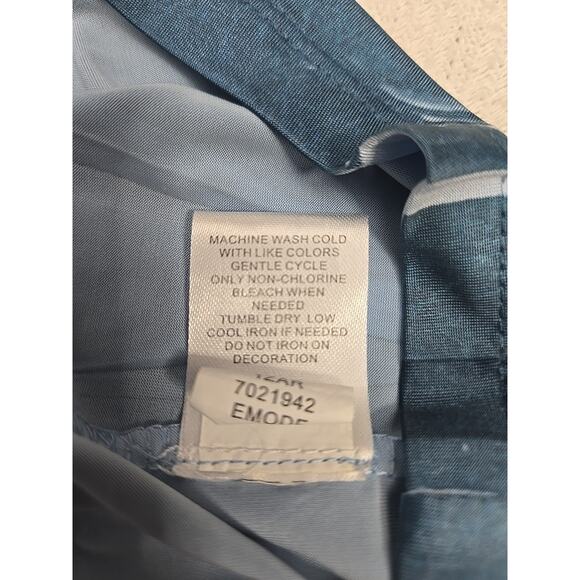 MACHINE WASH COLD
WITH LIKE COLORS
GENTLE CYCLE
ONLY NON-CHLORINE
BLEACH WHEN
NEEDED
TUMBLE DRY LOW
COOL IRON IF NEEDED
DO NOT IRON ON
DECORATION
7021942